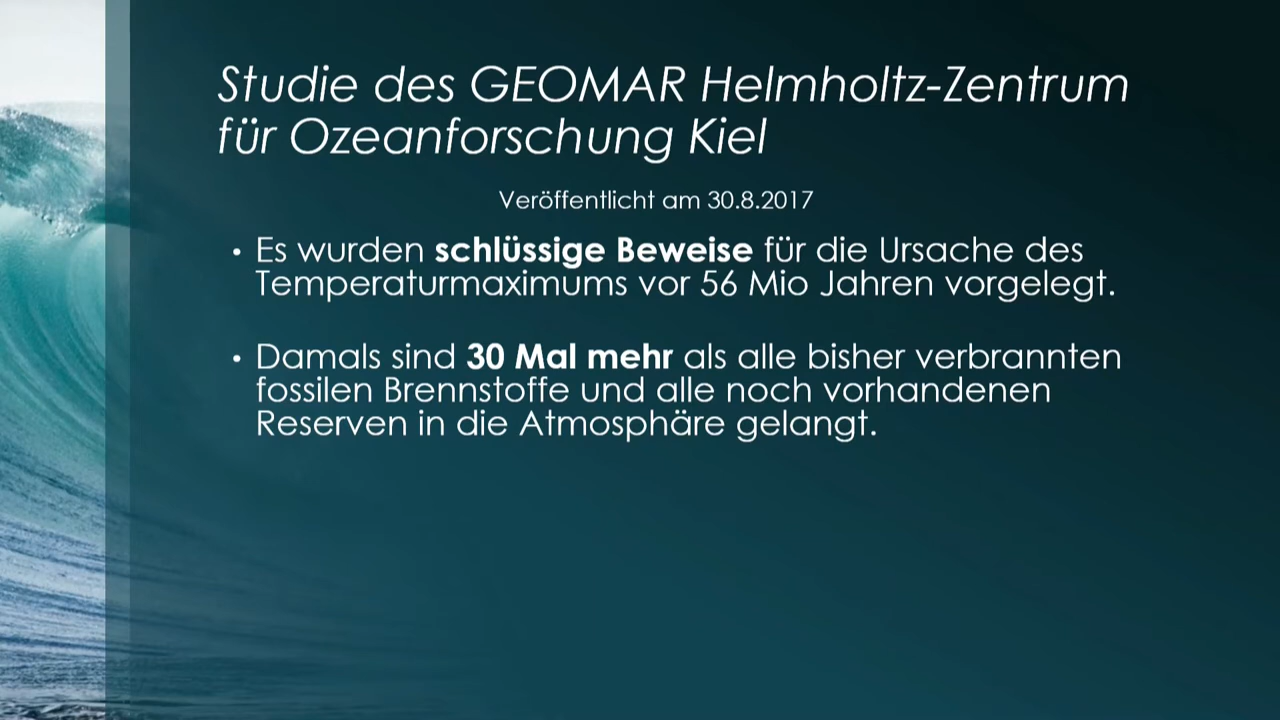 Studie des GEOMAR Helmholtz-Zentrum
für Ozeanforschung Kiel
Veröffentlicht am 30.8.2017
• Es wurden schlüssige Beweise für die Ursache des
Temperaturmaximums vor 56 Mio Jahren vorgelegt.
• Damals sind 30 Mal mehr als alle bisher verbrannten
fossilen Brennstoffe und alle noch vorhandenen
Reserven in die Atmosphäre gelangt.